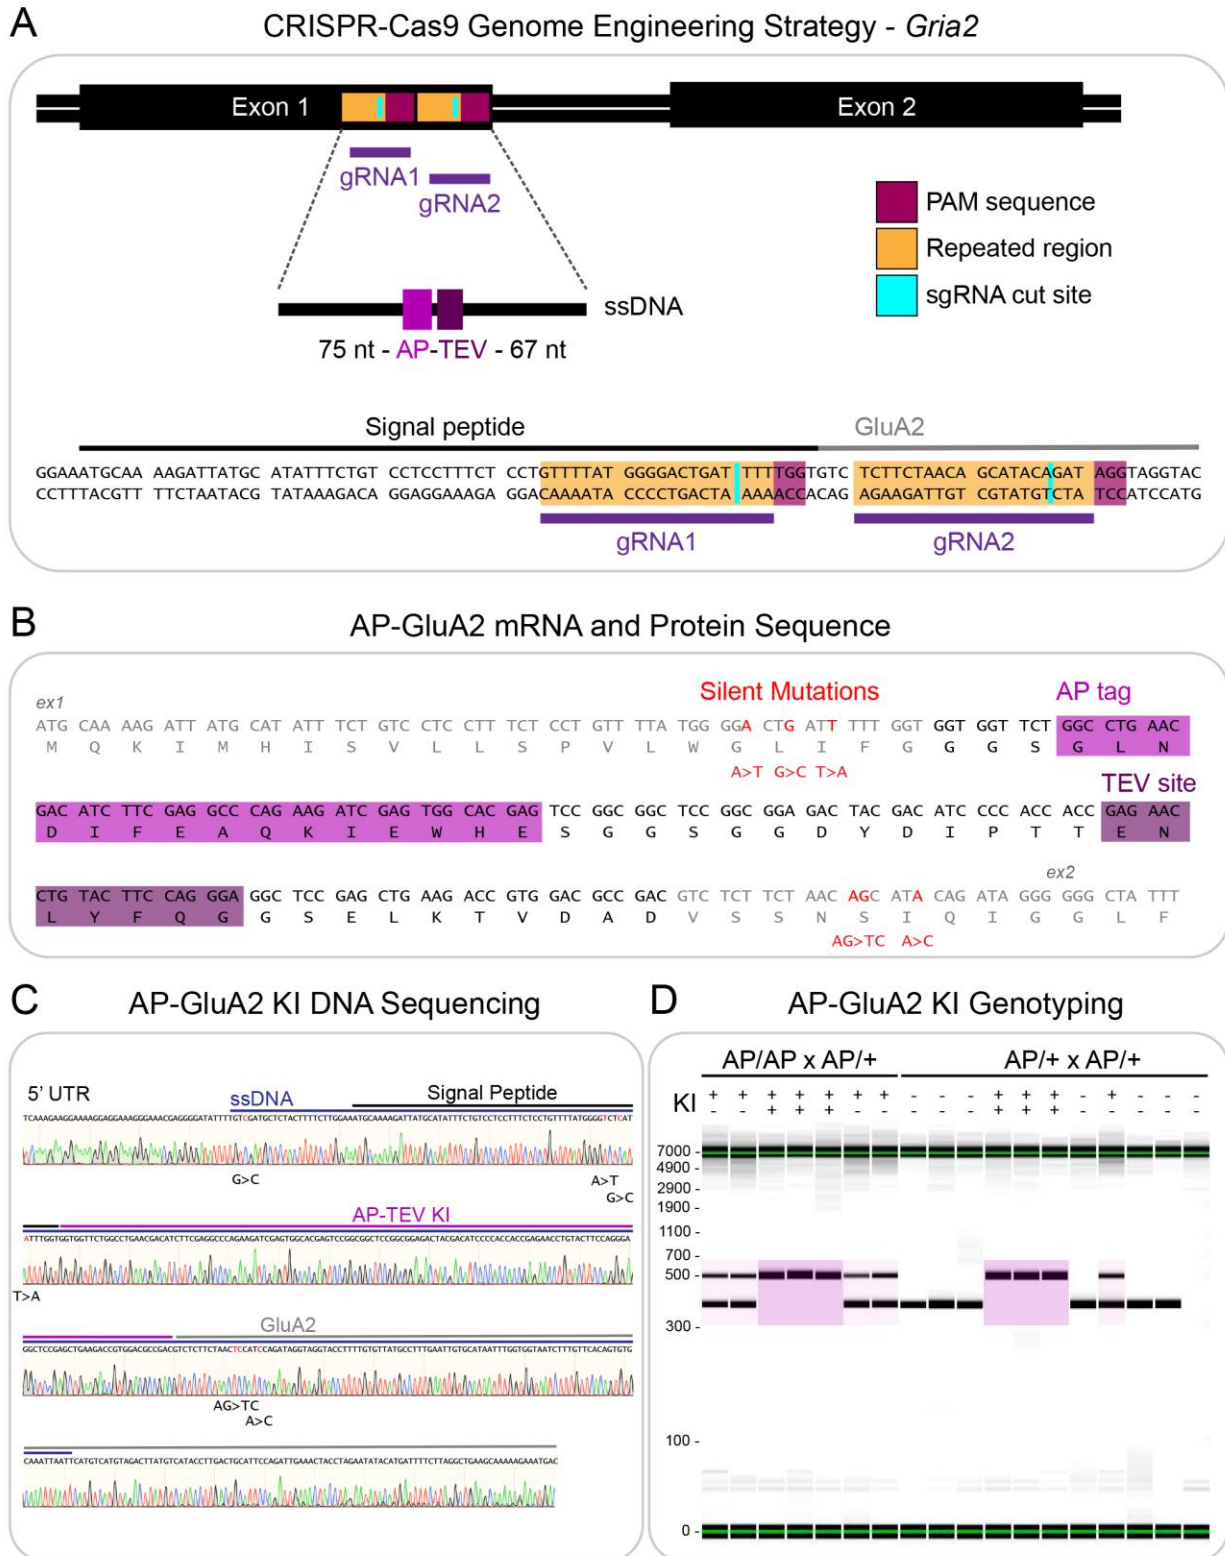 A
CRISPR-Cas9 Genome Engineering Strategy - Gria2
Exon 1
Exon 2
gRNA1
gRNA2
PAM sequence
Repeated region
sgRNA cut site
ssDNA
75 nt - AP-TEV - 67 nt
Signal peptide
GluA2
GGAAATGCAA AAGATTATGC ATATTTCTGT CCTCCTTTCT CCTGTTTTAT GGGGACTGAT TTTTTGGTGTC TCTTCTAACA GCATACAGAT AGGTAGGTAC
CCTTTACGTT TTCTAATACG TATAAAGACA GGAGGAAAGA GGACAAAATA CCCCTGACTA AAAACCACAG AGAAGATTGT CGTATGTCTA TCCATCCATG
gRNA1
gRNA2
B
AP-GluA2 mRNA and Protein Sequence
ex1
Silent Mutations
AP tag
ATG CAA AAG ATT ATG CAT ATT TCT GTC CTC CTT TCT CCT GTT TTA TGG GGA CTG ATT TTT GGT GGT GGT TCT GGC CTG AAC
M Q K I M H I S V L L S P V L W G L I F G G G S G L N
A>T G>C T>A
TEV site
GAC ATC TTC GAG GCC CAG AAG ATC GAG TGG CAC GAG TCC GGC GGC TCC GGC GGA GAC TAC GAC ATC CCC ACC ACC GAG AAC
D I F E A Q K I E W H E S G G S G G D Y D I P T T E N
ex2
CTG TAC TTC CAG GGA GGC TCC GAG CTG AAG ACC GTG GAC GCC GAC GTC TCT TCT AAC AGC ATA CAG ATA GGG GGG CTA TTT
L Y F Q G G S E L K T V D A D V S S N S I Q I G G L F
AG>TC A>C
C
AP-GluA2 KI DNA Sequencing
5' UTR
ssDNA
Signal Peptide
TCAAAGAAGGAAAAGGAGGAAAGGGAAACGAGGGGATATTTTGTCGATGCTCTACTTTTCTTGGAAATGCAAAAGATTATGCATATTTCTGTCCTCCTTTCTCCTGTTTTATGGGGTCTCAT
G>C
A>T
G>C
AP-TEV KI
ATTTGGTGGTGGTTCTGGCCTGAACGACATCTTCGAGGCCCAGAAGATCGAGTGGCACGAGTCCGGCGGCTCCGGCGGAGACTACGACATCCCCACCACCGAGAACCTGTACTTCCAGGGA
T>A
GluA2
GGCTCCGAGCTGAAGACCGTGGACGCCGACGTCTCTTCTAACTCCATCCAGATAGGTAGGTACCTTTTGTGTTATGCCTTTGAATTGTGCATAATTTGGTGGTAATCTTTGTTCACAGTGTG
AG>TC
A>C
CAAATTAATTCATGTCATGTAGACTTATGTCATACCTTGACTGCATTCCAGATTGAAACTACCTAGAATATACATGATTTTCTTAGGCTGAAGCAAAAAGAAATGAC
D
AP-GluA2 KI Genotyping
AP/AP x AP/+
AP/+ x AP/+
KI
+ + + + + + + - - - + + + - + - - -
- - + + + - - - - - + + + - - - - -
7000 -
4900 -
2900 -
1900 -
1100 -
700 -
500 -
300 -
100 -
0 -